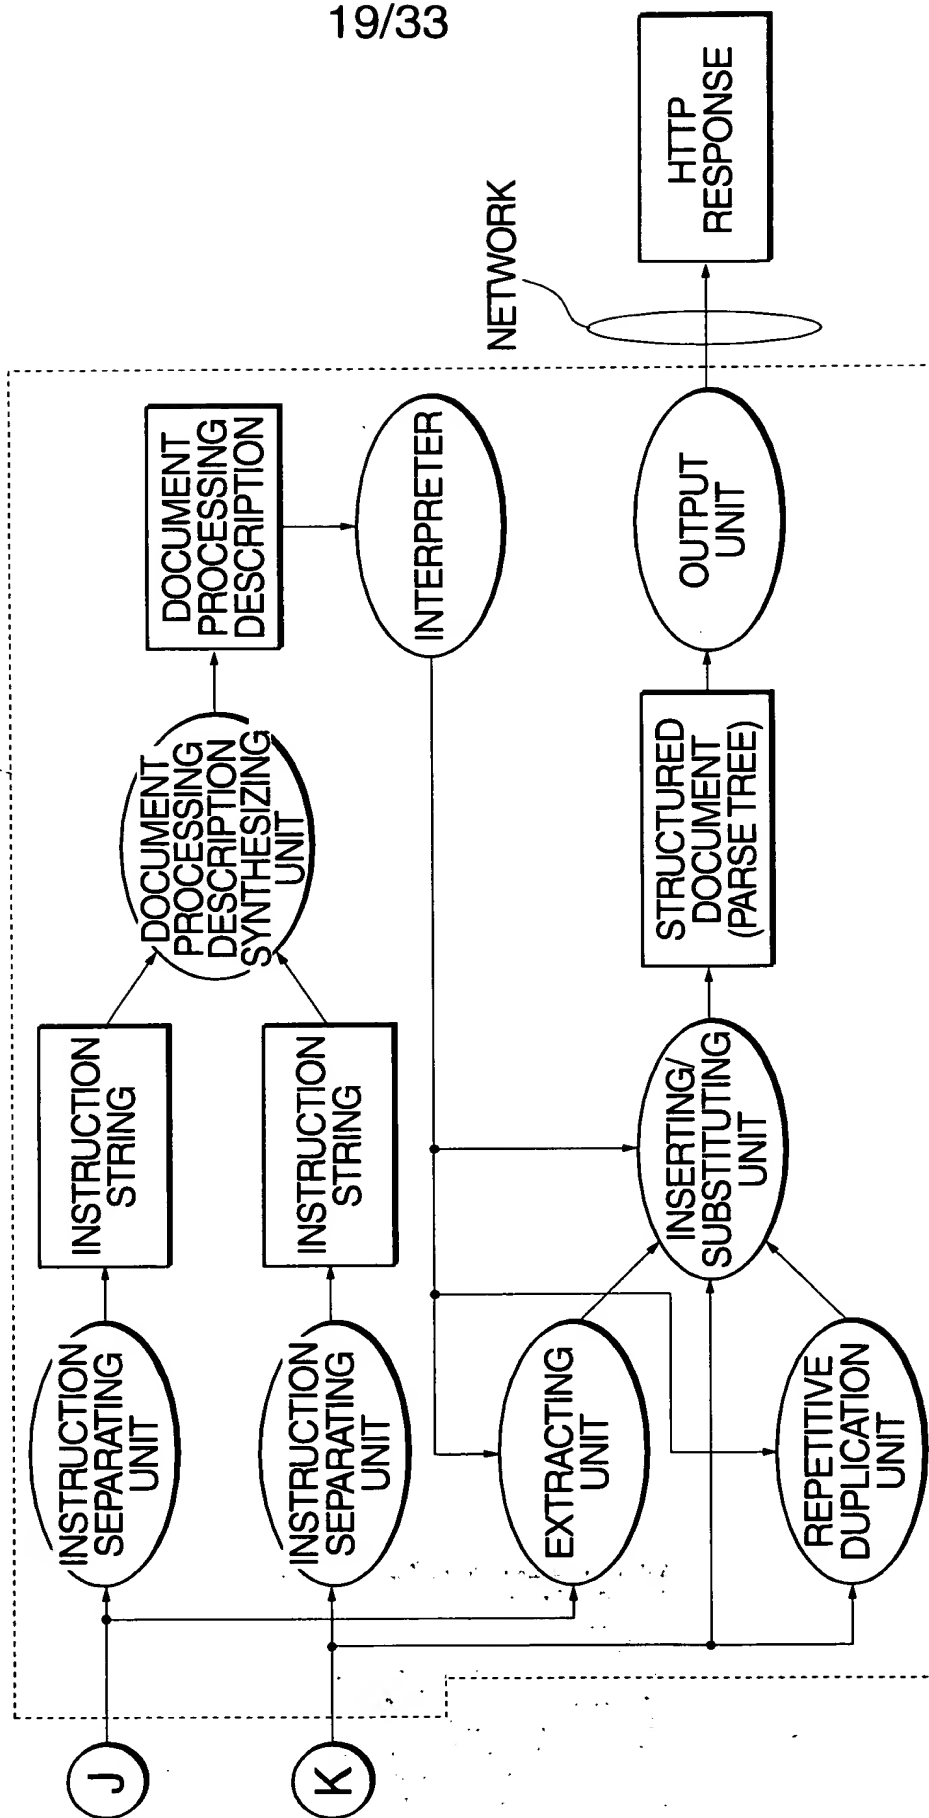 19/33
J
K
INSTRUCTION
SEPARATING
UNIT
INSTRUCTION
STRING
INSTRUCTION
SEPARATING
UNIT
INSTRUCTION
STRING
DOCUMENT
PROCESSING
DESCRIPTION
SYNTHESIZING
UNIT
DOCUMENT
PROCESSING
DESCRIPTION
INTERPRETER
EXTRACTING
UNIT
REPETITIVE
DUPLICATION
UNIT
INSERTING/
SUBSTITUTING
UNIT
STRUCTURED
DOCUMENT
(PARSE TREE)
OUTPUT
UNIT
NETWORK
HTTP
RESPONSE